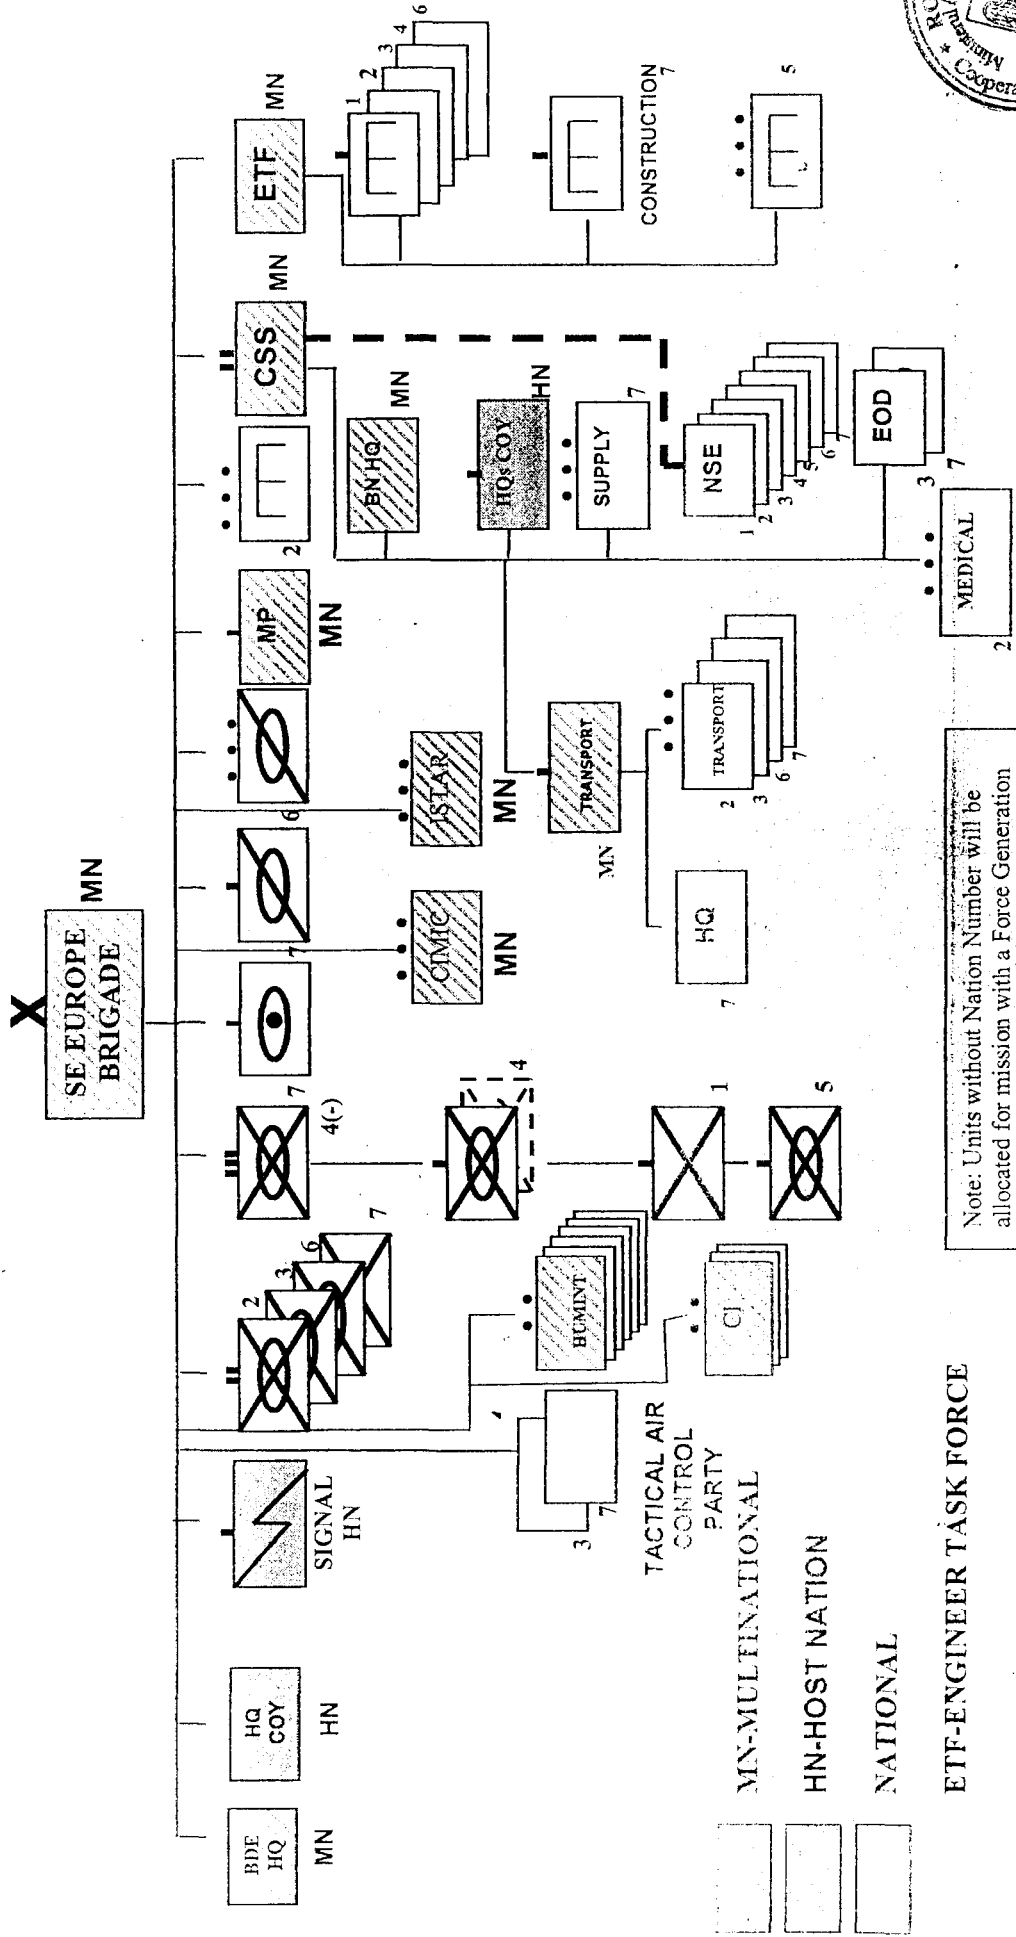 X
SE EUROPE
BRIGADE
MN
BDE
HQ
MN
HQ
COY
HN
SIGNAL
HN
2
3
6
7
7
4(-)
7
6
MP
MN
2
CSS
MN
ETF
MN
3
7
TACTICAL AIR
CONTROL
PARTY
HUMINT
CI
4
1
5
CIMIC
MN
ISTAR
MN
BN HQ
MN
HQs COY
HN
SUPPLY
7
NSE
1
2
3
4
5
6
7
EOD
3
7
MEDICAL
2
TRANSPORT
MN
HQ
7
TRANSPORT
2
3
6
7
1
2
3
4
6
CONSTRUCTION
7
5
MN-MULTINATIONAL
HN-HOST NATION
NATIONAL
ETF-ENGINEER TASK FORCE
Note: Units without Nation Number will be
allocated for mission with a Force Generation